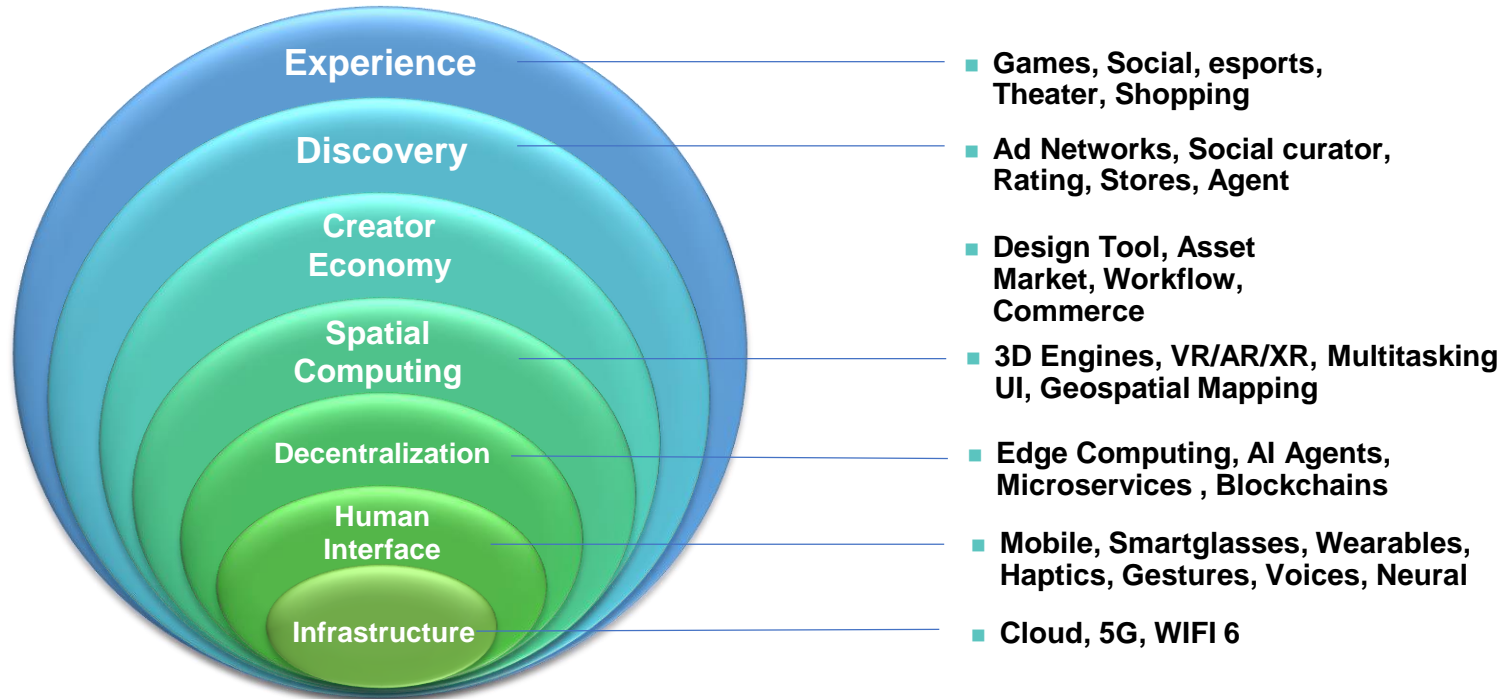 Experience
Games, Social, esports,
Theater, Shopping
Discovery
Ad Networks, Social curator,
Rating, Stores, Agent
Creator
Economy
Design Tool, Asset
Market, Workflow,
Commerce
Spatial
Computing
3D Engines, VR/AR/XR, Multitasking
UI, Geospatial Mapping
Decentralization
Edge Computing, AI Agents,
Microservices , Blockchains
Human
Interface
Mobile, Smartglasses, Wearables,
Haptics, Gestures, Voices, Neural
Infrastructure
Cloud, 5G, WIFI 6